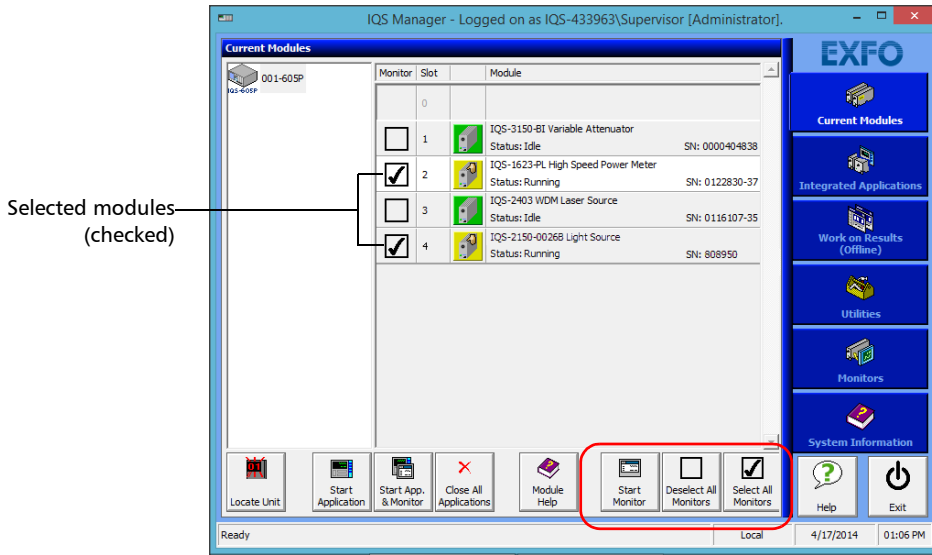 IQS Manager - Logged on as IQS-433963\Supervisor [Administrator].
Current Modules
001-605P
IQS-605P
Monitor Slot Module
0
1
IQS-3150-BI Variable Attenuator
Status: Idle SN: 0000404838
2
IQS-1623-PL High Speed Power Meter
Status: Running SN: 0122830-37
3
IQS-2403 WDM Laser Source
Status: Idle SN: 0116107-35
4
IQS-2150-0026B Light Source
Status: Running SN: 808950
Selected modules
(checked)
EXFO
Current Modules
Integrated Applications
Work on Results
(Offline)
Utilities
Monitors
System Information
01
Locate Unit
Start
Application
Start App.
& Monitor
Close All
Applications
Module
Help
Start
Monitor
Deselect All
Monitors
Select All
Monitors
Help
Exit
Ready Local 4/17/2014 01:06 PM